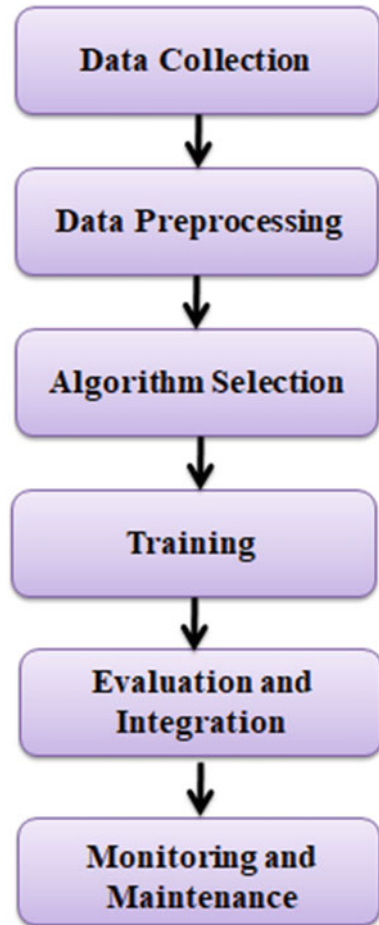 Data Collection
Data Preprocessing
Algorithm Selection
Training
Evaluation and
Integration
Monitoring and
Maintenance